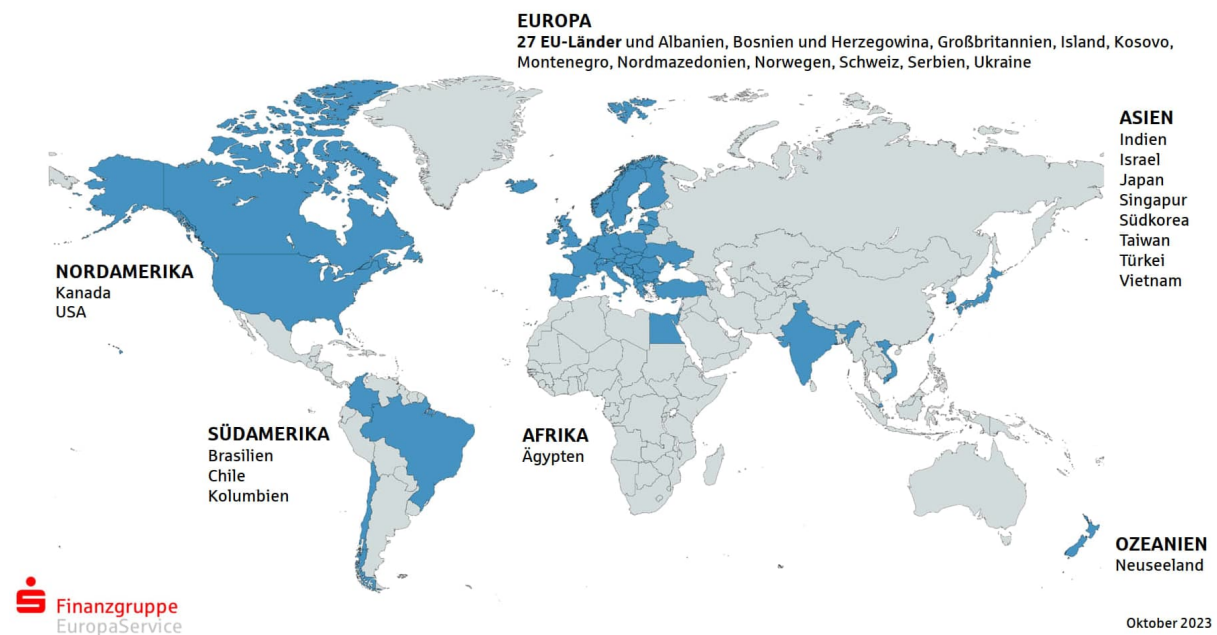 EUROPA
27 EU-Länder und Albanien, Bosnien und Herzegowina, Großbritannien, Island, Kosovo,
Montenegro, Nordmazedonien, Norwegen, Schweiz, Serbien, Ukraine
ASIEN
Indien
Israel
Japan
Singapur
Südkorea
Taiwan
Türkei
Vietnam
NORDAMERIKA
Kanada
USA
SÜDAMERIKA
Brasilien
Chile
Kolumbien
AFRIKA
Ägypten
OZEANIEN
Neuseeland
Finanzgruppe
EuropaService
Oktober 2023